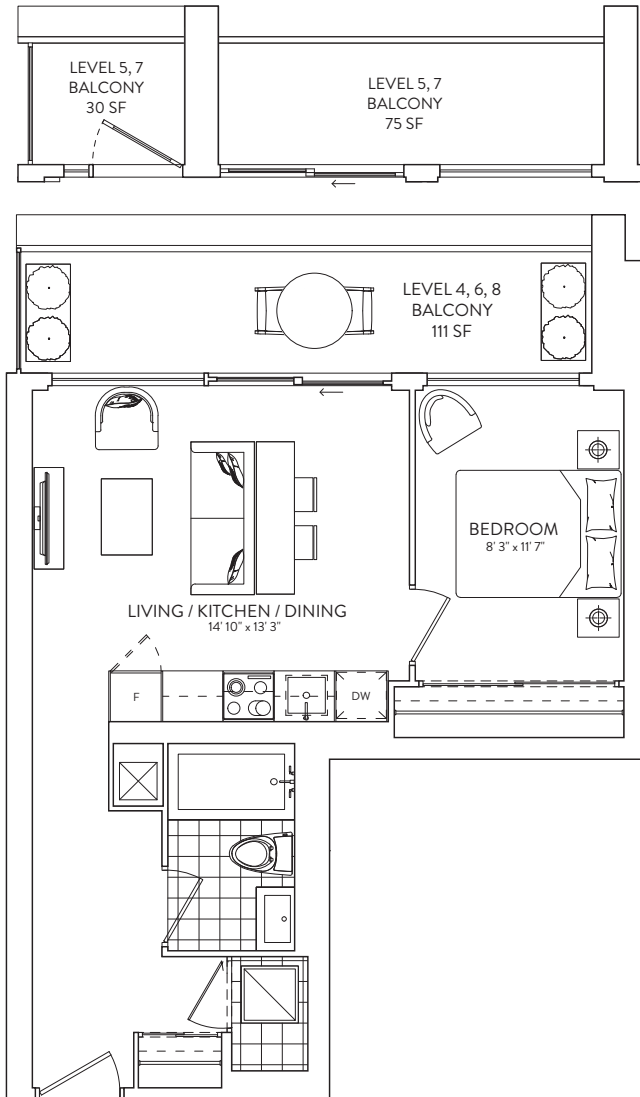 LEVEL 5, 7
BALCONY
30 SF
LEVEL 5, 7
BALCONY
75 SF
LEVEL 4, 6, 8
BALCONY
111 SF
BEDROOM
8' 3" x 11' 7"
LIVING / KITCHEN / DINING
14' 10" x 13' 3"
F
DW